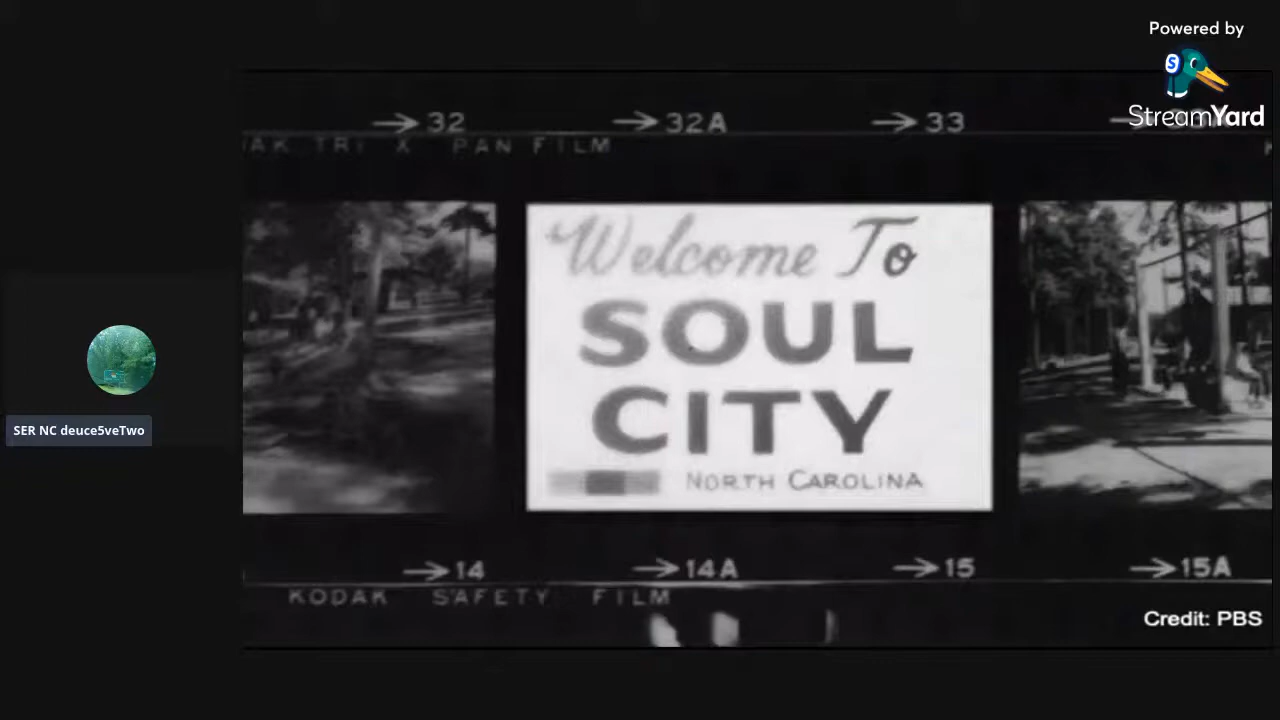 Powered by
StreamYard
32 32A 33
TRI X PAN FILM
Welcome To
SOUL
CITY
NORTH CAROLINA
SER NC deuce5veTwo
14 14A 15 15A
KODAK SAFETY FILM
Credit: PBS